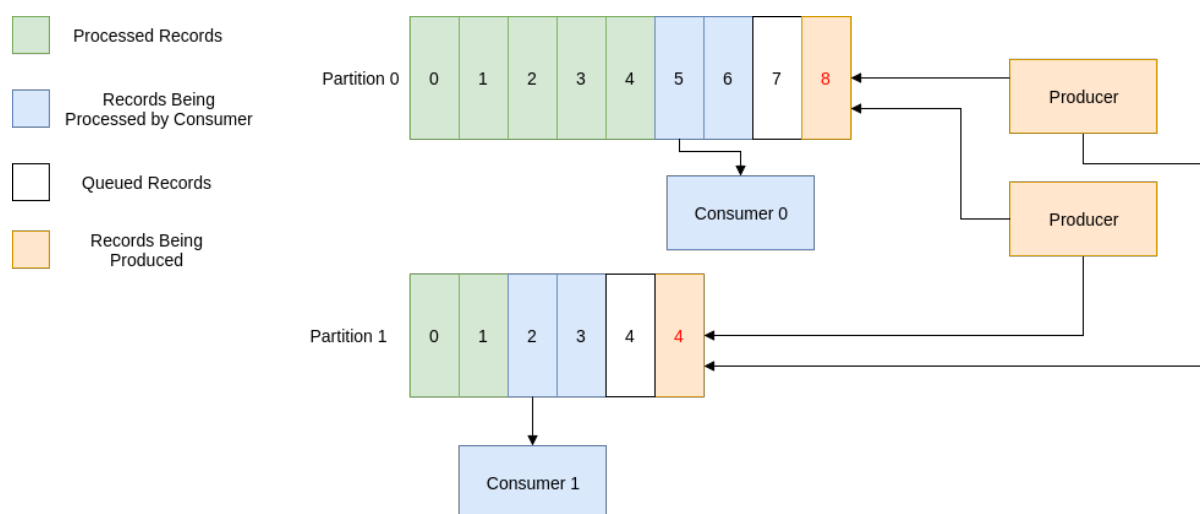 Processed Records
Records Being
Processed by Consumer
Queued Records
Records Being
Produced
Partition 0
0 1 2 3 4 5 6 7 8
Producer
Consumer 0
Producer
Partition 1
0 1 2 3 4 4
Consumer 1